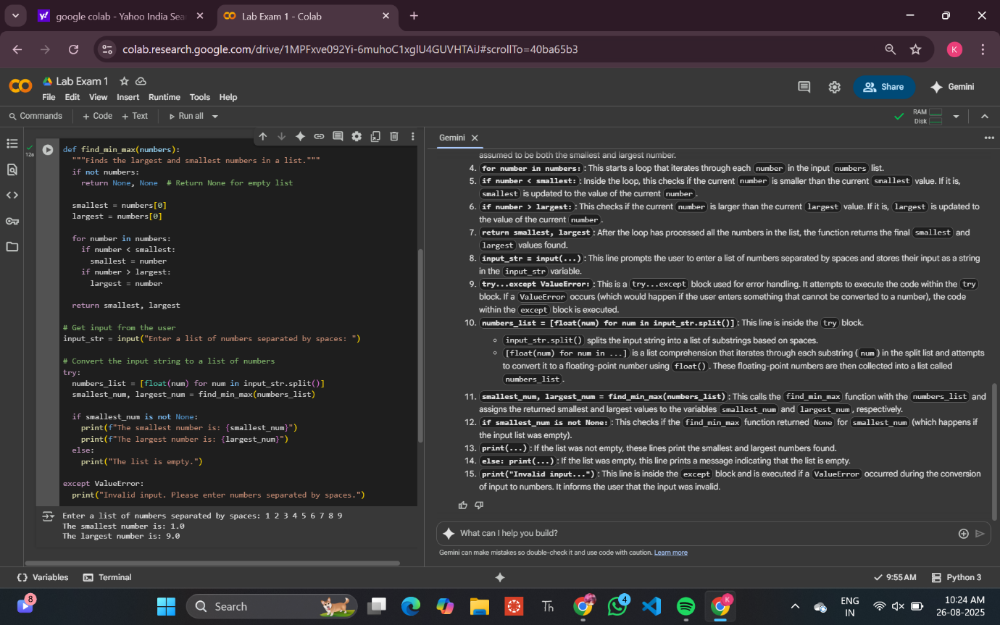 google colab - Yahoo India Sea
Lab Exam 1 - Colab
colab.research.google.com/drive/1MPFxve092Yi-6muhoC1xglU4GUVHTAiJ#scrollTo=40ba65b3
K
Lab Exam 1
File Edit View Insert Runtime Tools Help
Share
Gemini
Commands + Code + Text Run all
RAM
Disk
12s
def find_min_max(numbers):
"""Finds the largest and smallest numbers in a list."""
if not numbers:
return None, None # Return None for empty list
smallest = numbers[0]
largest = numbers[0]
for number in numbers:
if number < smallest:
smallest = number
if number > largest:
largest = number
return smallest, largest
# Get input from the user
input_str = input("Enter a list of numbers separated by spaces: ")
# Convert the input string to a list of numbers
try:
numbers_list = [float(num) for num in input_str.split()]
smallest_num, largest_num = find_min_max(numbers_list)
if smallest_num is not None:
print(f"The smallest number is: {smallest_num}")
print(f"The largest number is: {largest_num}")
else:
print("The list is empty.")
except ValueError:
print("Invalid input. Please enter numbers separated by spaces.")
Enter a list of numbers separated by spaces: 1 2 3 4 5 6 7 8 9
The smallest number is: 1.0
The largest number is: 9.0
Gemini
assumed to be both the smallest and largest number.
4. for number in numbers: : This starts a loop that iterates through each number in the input numbers list.
5. if number < smallest: : Inside the loop, this checks if the current number is smaller than the current smallest value. If it is,
smallest is updated to the value of the current number .
6. if number > largest: : This checks if the current number is larger than the current largest value. If it is, largest is updated to
the value of the current number .
7. return smallest, largest : After the loop has processed all the numbers in the list, the function returns the final smallest and
largest values found.
8. input_str = input(...) : This line prompts the user to enter a list of numbers separated by spaces and stores their input as a string
in the input_str variable.
9. try...except ValueError: : This is a try...except block used for error handling. It attempts to execute the code within the try
block. If a ValueError occurs (which would happen if the user enters something that cannot be converted to a number), the code
within the except block is executed.
10. numbers_list = [float(num) for num in input_str.split()] : This line is inside the try block.
input_str.split() splits the input string into a list of substrings based on spaces.
[float(num) for num in ...] is a list comprehension that iterates through each substring ( num ) in the split list and attempts
to convert it to a floating-point number using float() . These floating-point numbers are then collected into a list called
numbers_list .
11. smallest_num, largest_num = find_min_max(numbers_list) : This calls the find_min_max function with the numbers_list and
assigns the returned smallest and largest values to the variables smallest_num and largest_num , respectively.
12. if smallest_num is not None: : This checks if the find_min_max function returned None for smallest_num (which happens if
the input list was empty).
13. print(...) : If the list was not empty, these lines print the smallest and largest numbers found.
14. else: print(...) : If the list was empty, this line prints a message indicating that the list is empty.
15. print("Invalid input...") : This line is inside the except block and is executed if a ValueError occurred during the conversion
of input to numbers. It informs the user that the input was invalid.
What can I help you build?
Gemini can make mistakes so double-check it and use code with caution. Learn more
Variables Terminal
9:55 AM Python 3
8
Search
Th
4
K
ENG
IN
10:24 AM
26-08-2025